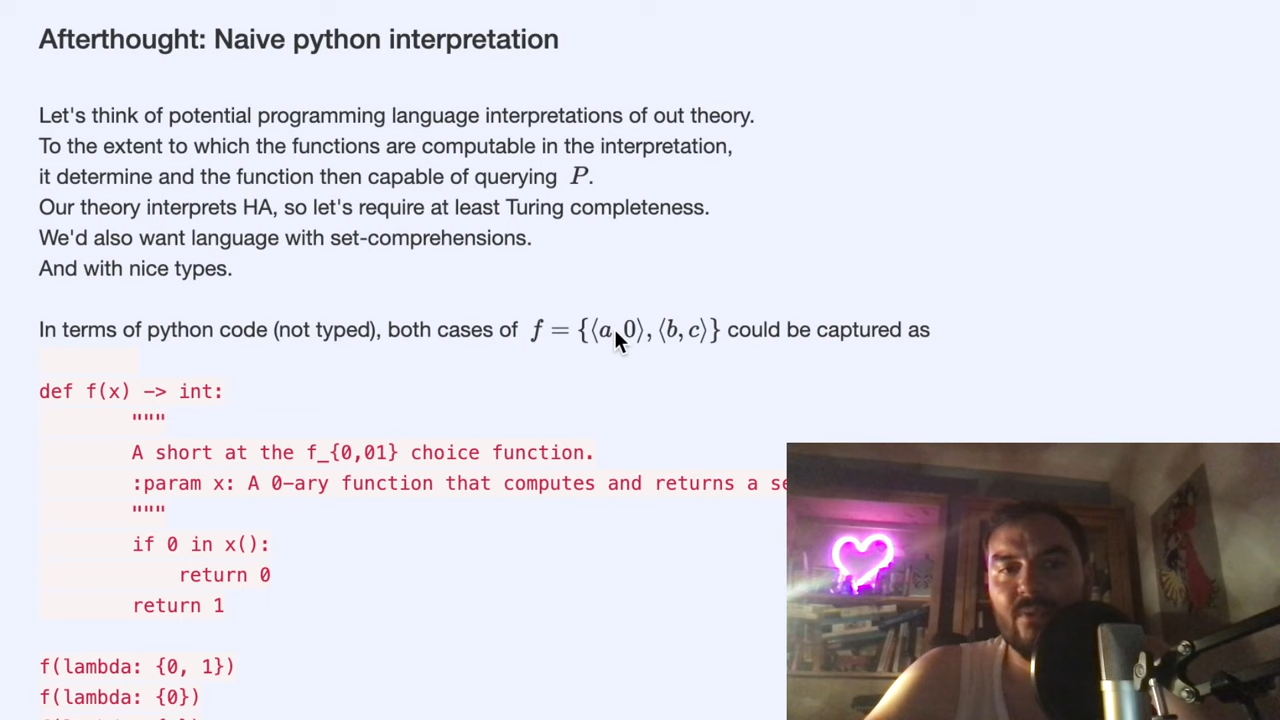 Afterthought: Naive python interpretation
Let's think of potential programming language interpretations of out theory.
To the extent to which the functions are computable in the interpretation,
it determine and the function then capable of querying P.
Our theory interprets HA, so let's require at least Turing completeness.
We'd also want language with set-comprehensions.
And with nice types.
In terms of python code (not typed), both cases of f = {⟨a, 0⟩, ⟨b, c⟩} could be captured as
def f(x) -> int:
"""
A short at the f_{0,01} choice function.
:param x: A 0-ary function that computes and returns a
"""
if 0 in x():
return 0
return 1
f(lambda: {0, 1})
f(lambda: {0})